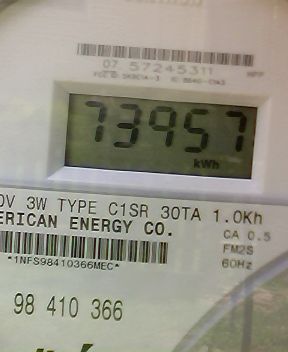 07 57245311
HPP
73957
kWh
0V 3W TYPE C1SR 30TA 1.0Kh
ERICAN ENERGY CO.
CA 0.5
FM2S
60Hz
*1NFS98410366MEC*
98 410 366